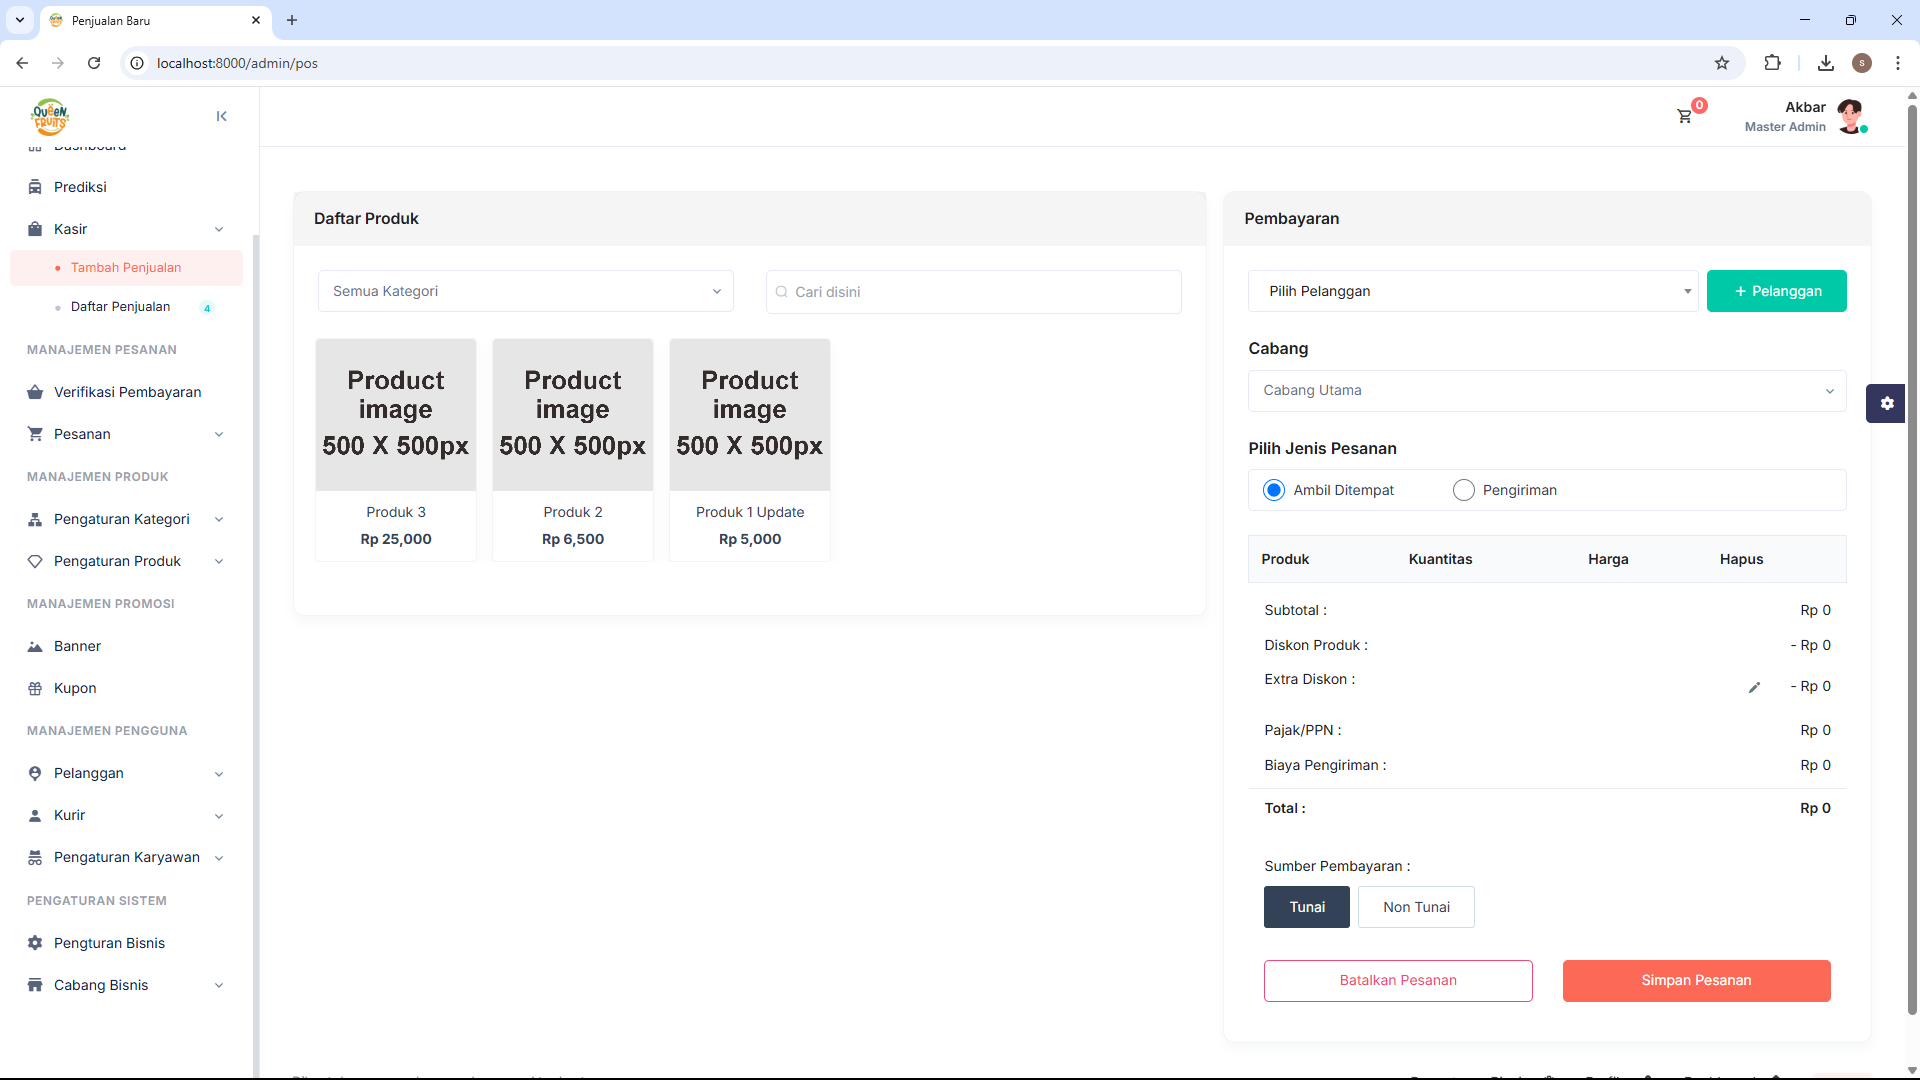 Penjualan Baru
localhost:8000/admin/pos
S
QUEEN
FRUITS
0
Akbar
Master Admin
Dashboard
Prediksi
Kasir
Tambah Penjualan
Daftar Penjualan 4
MANAJEMEN PESANAN
Verifikasi Pembayaran
Pesanan
MANAJEMEN PRODUK
Pengaturan Kategori
Pengaturan Produk
MANAJEMEN PROMOSI
Banner
Kupon
MANAJEMEN PENGGUNA
Pelanggan
Kurir
Pengaturan Karyawan
PENGATURAN SISTEM
Pengturan Bisnis
Cabang Bisnis
Daftar Produk
Semua Kategori
Cari disini
Product
image
500 X 500px
Produk 3
Rp 25,000
Product
image
500 X 500px
Produk 2
Rp 6,500
Product
image
500 X 500px
Produk 1 Update
Rp 5,000
Pembayaran
Pilih Pelanggan
+ Pelanggan
Cabang
Cabang Utama
Pilih Jenis Pesanan
Ambil Ditempat Pengiriman
Produk Kuantitas Harga Hapus
Subtotal : Rp 0
Diskon Produk : - Rp 0
Extra Diskon : - Rp 0
Pajak/PPN : Rp 0
Biaya Pengiriman : Rp 0
Total : Rp 0
Sumber Pembayaran :
Tunai Non Tunai
Batalkan Pesanan Simpan Pesanan